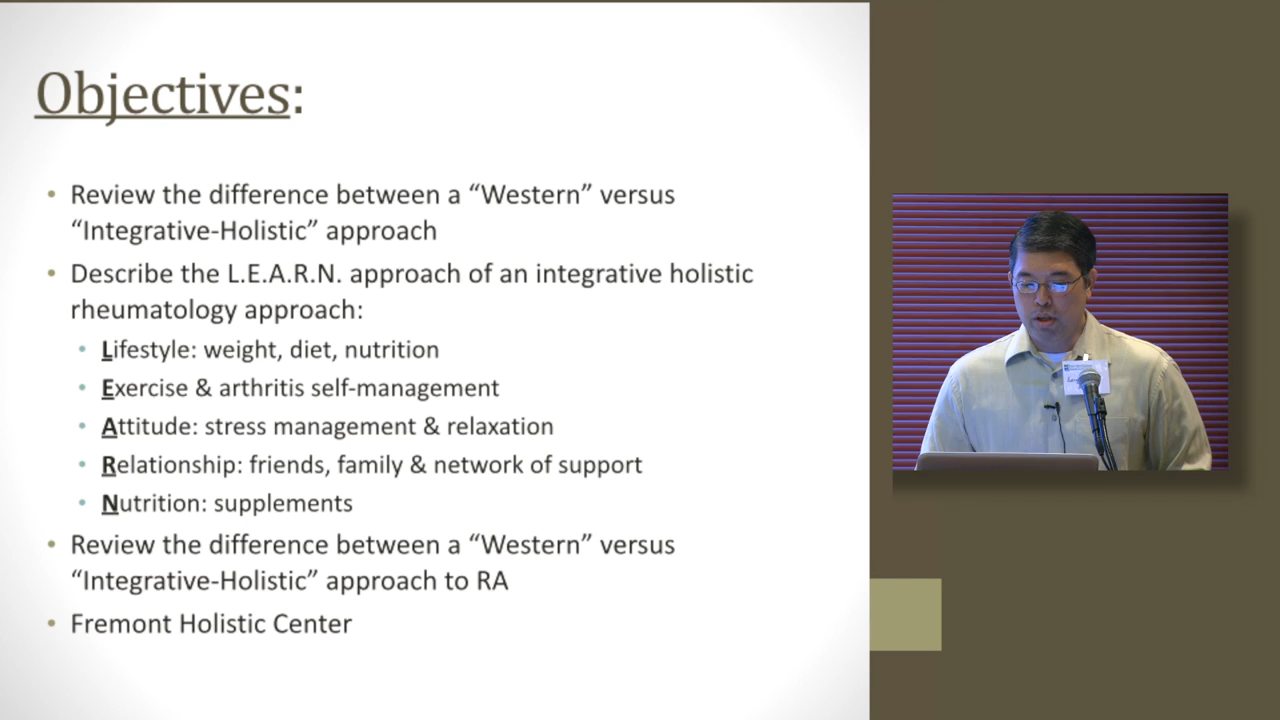 Objectives:
• Review the difference between a “Western” versus
“Integrative-Holistic” approach
• Describe the L.E.A.R.N. approach of an integrative holistic
rheumatology approach:
• Lifestyle: weight, diet, nutrition
• Exercise & arthritis self-management
• Attitude: stress management & relaxation
• Relationship: friends, family & network of support
• Nutrition: supplements
• Review the difference between a “Western” versus
“Integrative-Holistic” approach to RA
• Fremont Holistic Center